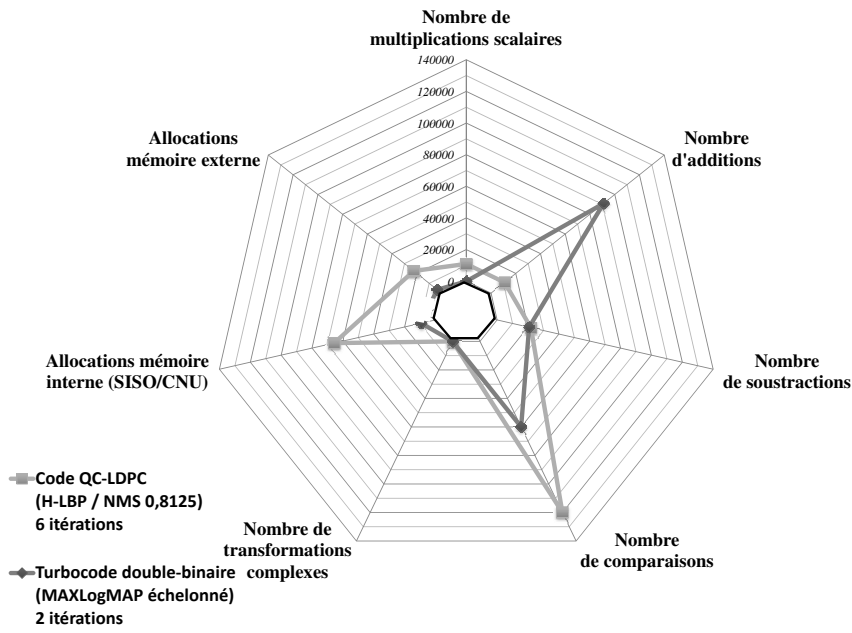 Nombre de
multiplications scalaires
140000
120000
100000
80000
60000
40000
20000
0
Nombre
d'additions
Nombre
de soustractions
Nombre
de comparaisons
Nombre de
transformations
complexes
Allocations mémoire
interne (SISO/CNU)
Allocations
mémoire externe
Code QC-LDPC
(H-LBP / NMS 0,8125)
6 itérations
Turbocode double-binaire
(MAXLogMAP échelonné)
2 itérations